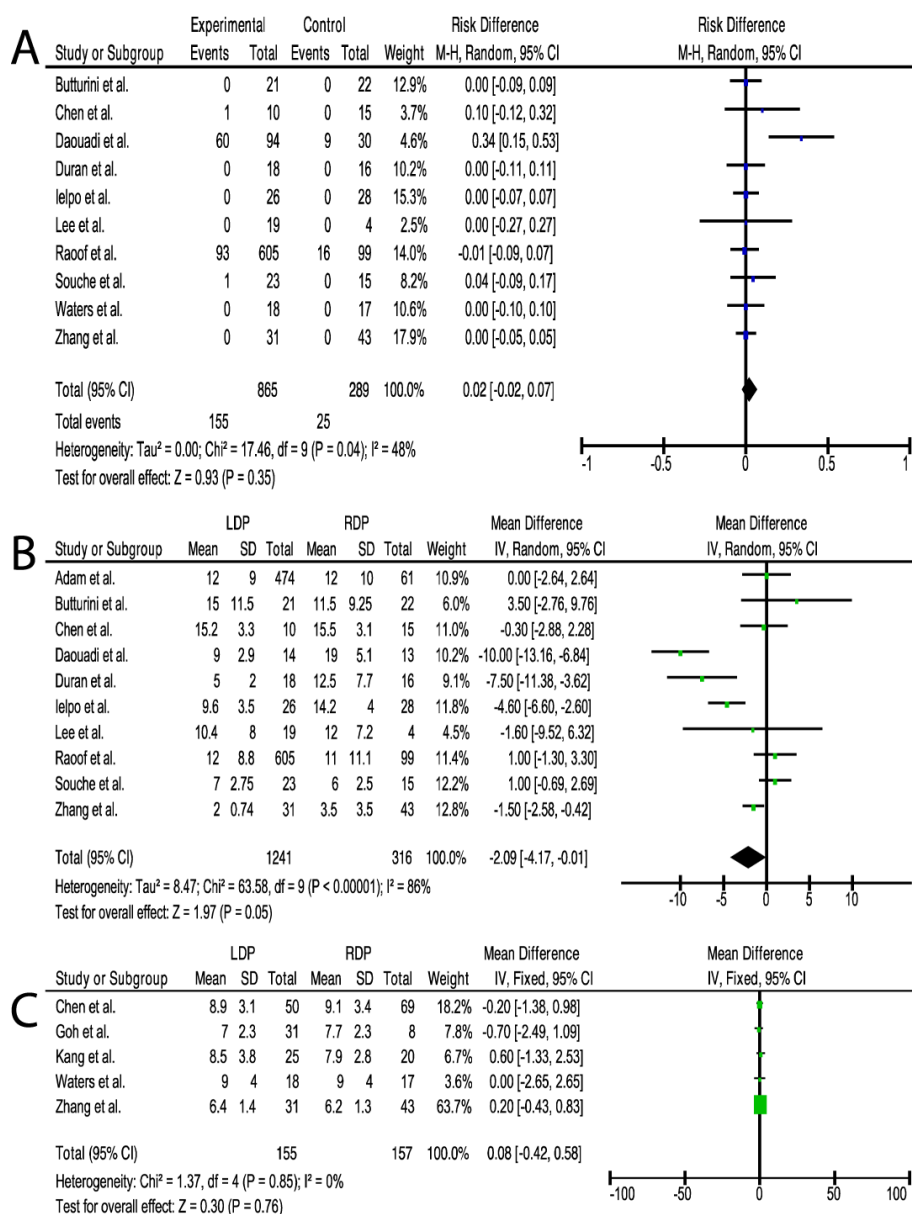 A
Experimental Control Risk Difference Risk Difference
Study or Subgroup Events Total Events Total Weight M-H, Random, 95% CI M-H, Random, 95% CI
Butturini et al. 0 21 0 22 12.9% 0.00 [-0.09, 0.09]
Chen et al. 1 10 0 15 3.7% 0.10 [-0.12, 0.32]
Daouadi et al. 60 94 9 30 4.6% 0.34 [0.15, 0.53]
Duran et al. 0 18 0 16 10.2% 0.00 [-0.11, 0.11]
Ielpo et al. 0 26 0 28 15.3% 0.00 [-0.07, 0.07]
Lee et al. 0 19 0 4 2.5% 0.00 [-0.27, 0.27]
Raoof et al. 93 605 16 99 14.0% -0.01 [-0.09, 0.07]
Souche et al. 1 23 0 15 8.2% 0.04 [-0.09, 0.17]
Waters et al. 0 18 0 17 10.6% 0.00 [-0.10, 0.10]
Zhang et al. 0 31 0 43 17.9% 0.00 [-0.05, 0.05]
Total (95% CI) 865 289 100.0% 0.02 [-0.02, 0.07]
Total events 155 25
Heterogeneity: Tau² = 0.00; Chi² = 17.46, df = 9 (P = 0.04); I² = 48%
Test for overall effect: Z = 0.93 (P = 0.35)
-1 -0.5 0 0.5 1
B
LDP RDP Mean Difference Mean Difference
Study or Subgroup Mean SD Total Mean SD Total Weight IV, Random, 95% CI IV, Random, 95% CI
Adam et al. 12 9 474 12 10 61 10.9% 0.00 [-2.64, 2.64]
Butturini et al. 15 11.5 21 11.5 9.25 22 6.0% 3.50 [-2.76, 9.76]
Chen et al. 15.2 3.3 10 15.5 3.1 15 11.0% -0.30 [-2.88, 2.28]
Daouadi et al. 9 2.9 14 19 5.1 13 10.2% -10.00 [-13.16, -6.84]
Duran et al. 5 2 18 12.5 7.7 16 9.1% -7.50 [-11.38, -3.62]
Ielpo et al. 9.6 3.5 26 14.2 4 28 11.8% -4.60 [-6.60, -2.60]
Lee et al. 10.4 8 19 12 7.2 4 4.5% -1.60 [-9.52, 6.32]
Raoof et al. 12 8.8 605 11 11.1 99 11.4% 1.00 [-1.30, 3.30]
Souche et al. 7 2.75 23 6 2.5 15 12.2% 1.00 [-0.69, 2.69]
Zhang et al. 2 0.74 31 3.5 3.5 43 12.8% -1.50 [-2.58, -0.42]
Total (95% CI) 1241 316 100.0% -2.09 [-4.17, -0.01]
Heterogeneity: Tau² = 8.47; Chi² = 63.58, df = 9 (P < 0.00001); I² = 86%
Test for overall effect: Z = 1.97 (P = 0.05)
-10 -5 0 5 10
C
LDP RDP Mean Difference Mean Difference
Study or Subgroup Mean SD Total Mean SD Total Weight IV, Fixed, 95% CI IV, Fixed, 95% CI
Chen et al. 8.9 3.1 50 9.1 3.4 69 18.2% -0.20 [-1.38, 0.98]
Goh et al. 7 2.3 31 7.7 2.3 8 7.8% -0.70 [-2.49, 1.09]
Kang et al. 8.5 3.8 25 7.9 2.8 20 6.7% 0.60 [-1.33, 2.53]
Waters et al. 9 4 18 9 4 17 3.6% 0.00 [-2.65, 2.65]
Zhang et al. 6.4 1.4 31 6.2 1.3 43 63.7% 0.20 [-0.43, 0.83]
Total (95% CI) 155 157 100.0% 0.08 [-0.42, 0.58]
Heterogeneity: Chi² = 1.37, df = 4 (P = 0.85); I² = 0%
Test for overall effect: Z = 0.30 (P = 0.76)
-100 -50 0 50 100